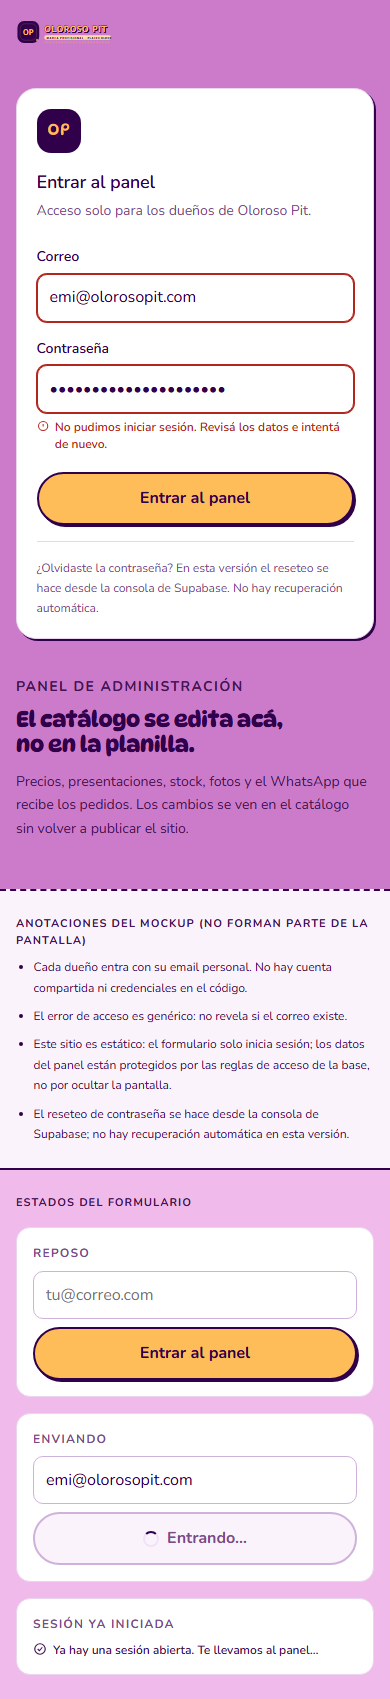 OP OLOROSO PIT
OP
Entrar al panel
Acceso solo para los dueños de Oloroso Pit.
Correo
emi@olorosopit.com
Contraseña
●●●●●●●●●●●●●●●●●●●●●
No pudimos iniciar sesión. Revisá los datos e intentá
de nuevo.
Entrar al panel
¿Olvidaste la contraseña? En esta versión el reseteo se
hace desde la consola de Supabase. No hay recuperación
automática.
PANEL DE ADMINISTRACIÓN
El catálogo se edita acá,
no en la planilla.
Precios, presentaciones, stock, fotos y el WhatsApp que
recibe los pedidos. Los cambios se ven en el catálogo
sin volver a publicar el sitio.
ANOTACIONES DEL MOCKUP (NO FORMAN PARTE DE LA
PANTALLA)
• Cada dueño entra con su email personal. No hay cuenta
compartida ni credenciales en el código.
• El error de acceso es genérico: no revela si el correo existe.
• Este sitio es estático: el formulario solo inicia sesión; los datos
del panel están protegidos por las reglas de acceso de la base,
no por ocultar la pantalla.
• El reseteo de contraseña se hace desde la consola de
Supabase; no hay recuperación automática en esta versión.
ESTADOS DEL FORMULARIO
REPOSO
tu@correo.com
Entrar al panel
ENVIANDO
emi@olorosopit.com
Entrando...
SESIÓN YA INICIADA
Ya hay una sesión abierta. Te llevamos al panel...